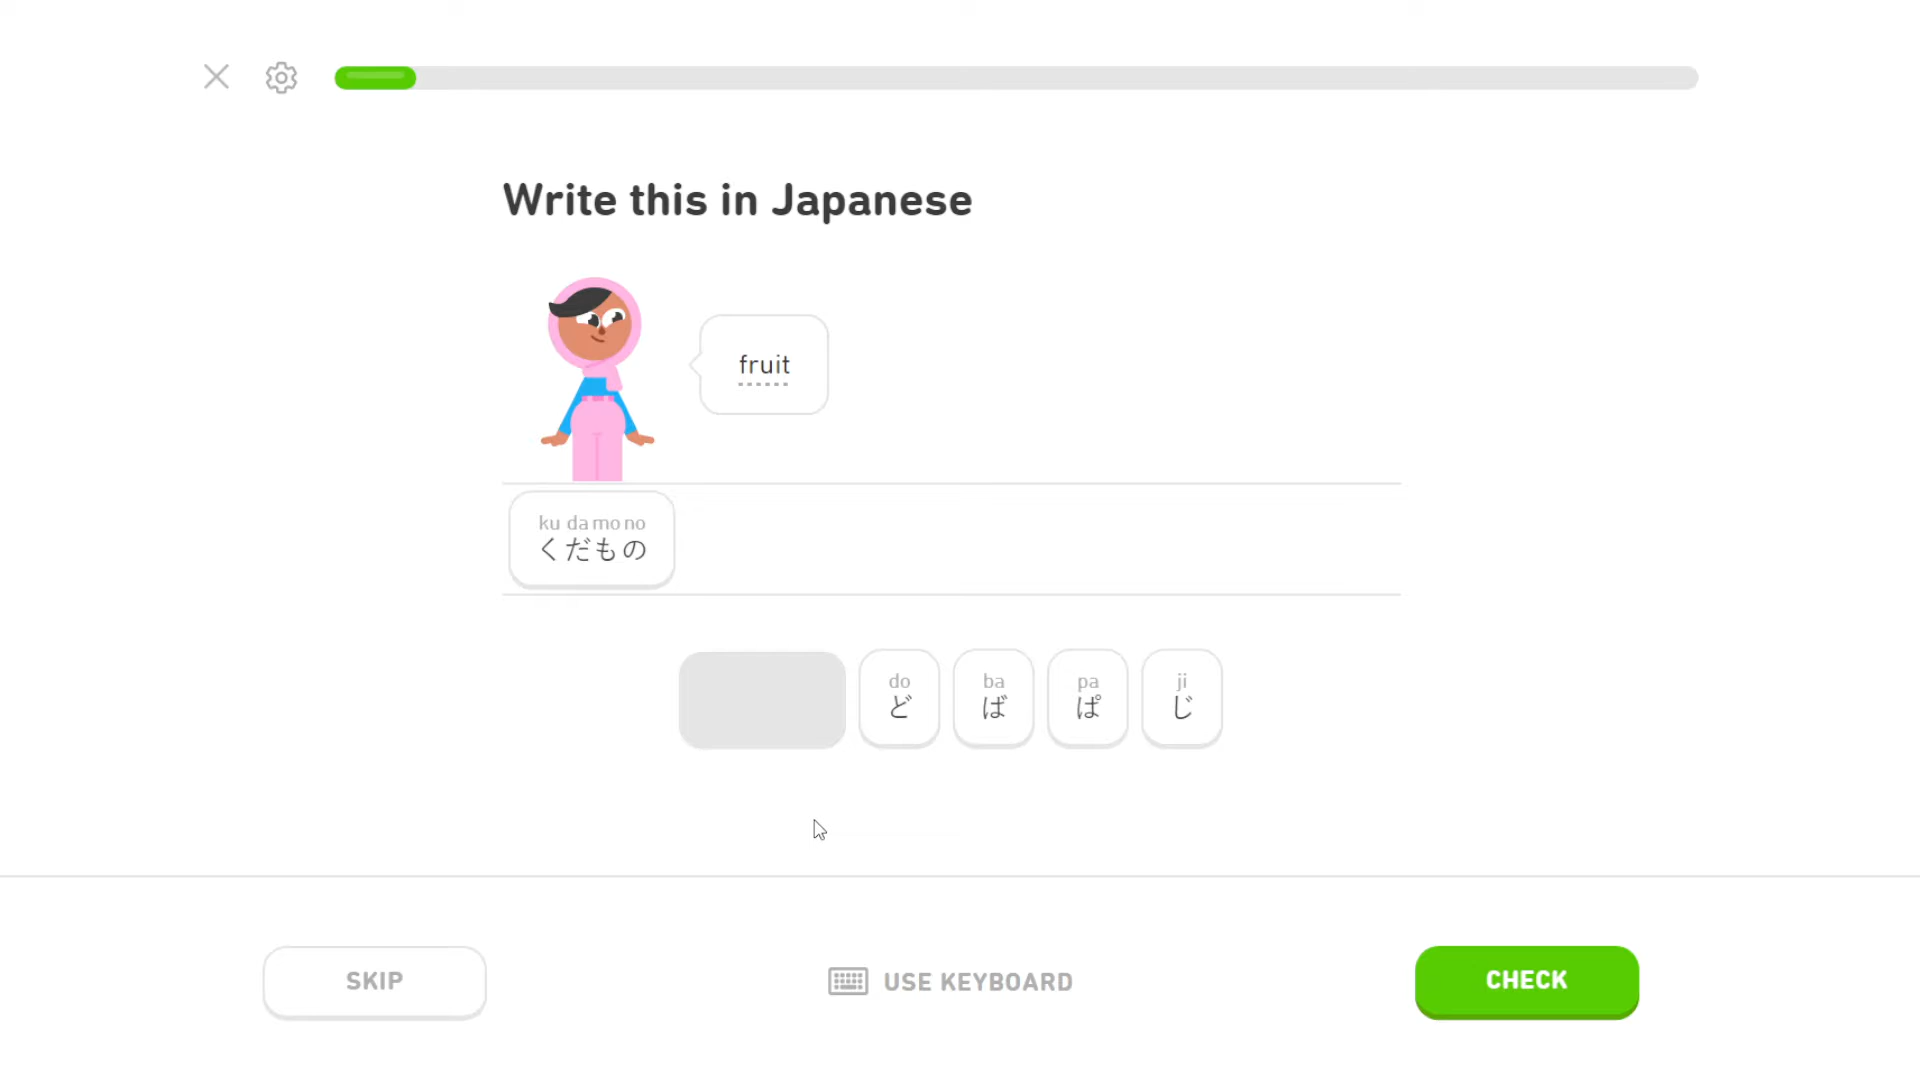 Write this in Japanese
fruit
ku da mo no
くだもの
do ba pa ji
ど ば ぱ じ
SKIP USE KEYBOARD CHECK